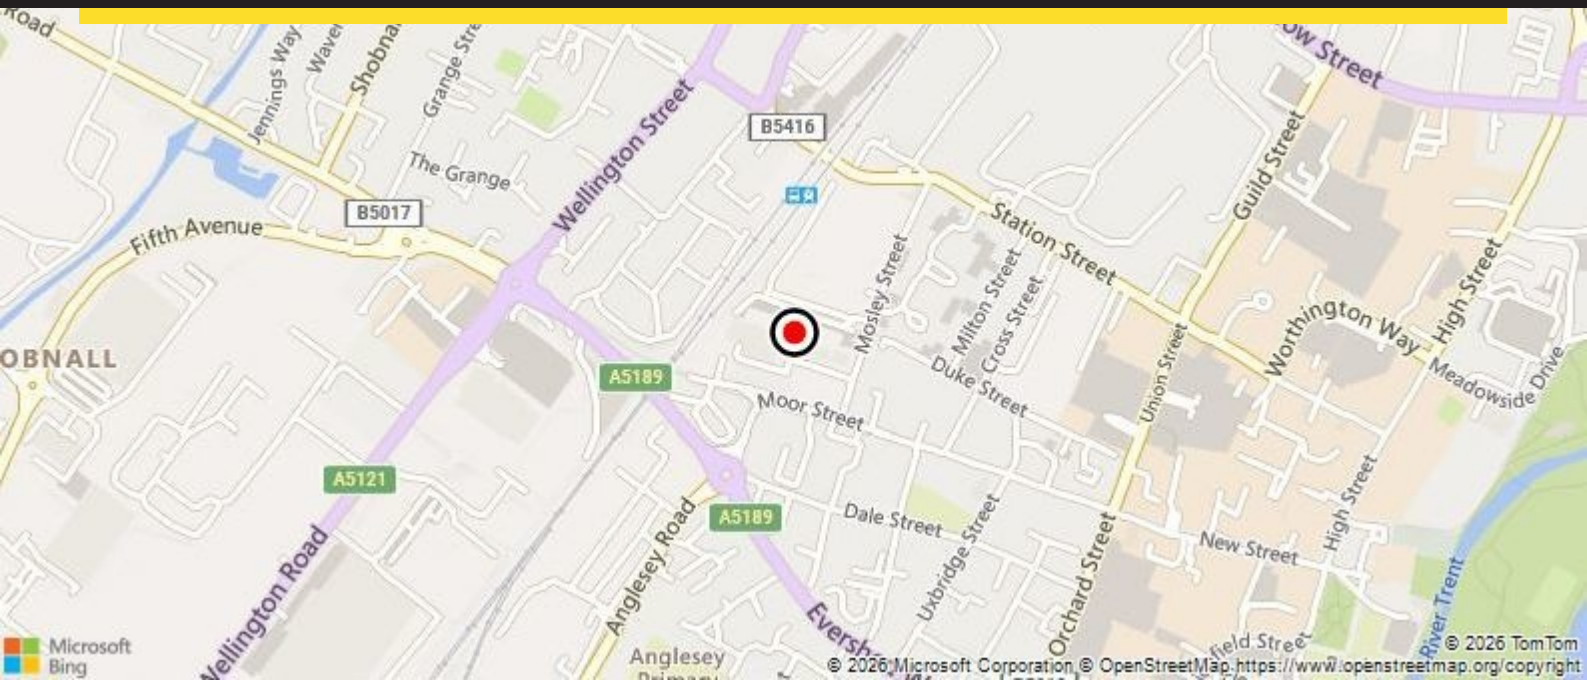 Road
Jennings Way
Grange
Wellington Street
B5416
ow Street
The Grange
B5017
Fifth Avenue
Guild Street
Station Street
Mosley Street
Milton Street
Cross Street
High Street
Worthington Way
OBNALL
A5189
Duke Street
Union Street
Meadowside Drive
Moor Street
A5121
A5189
Dale Street
Uxbridge Street
High Street
New Street
Anglesey Road
Orchard Street
Wellington Road
River Trent
field Street
Microsoft
Bing
Anglesey
Primary
© 2026 TomTom
© 2026 Microsoft Corporation © OpenStreetMap https://www.openstreetmap.org/copyright